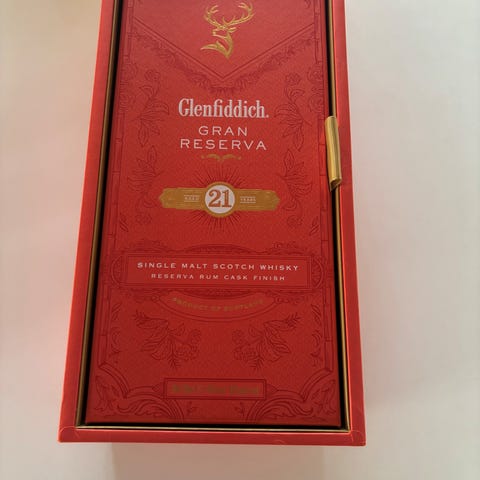 Glenfiddich.
GRAN
RESERVA
AGED 21 YEARS
SINGLE MALT SCOTCH WHISKY
RESERVA RUM CASK FINISH
PRODUCT OF SCOTLAND